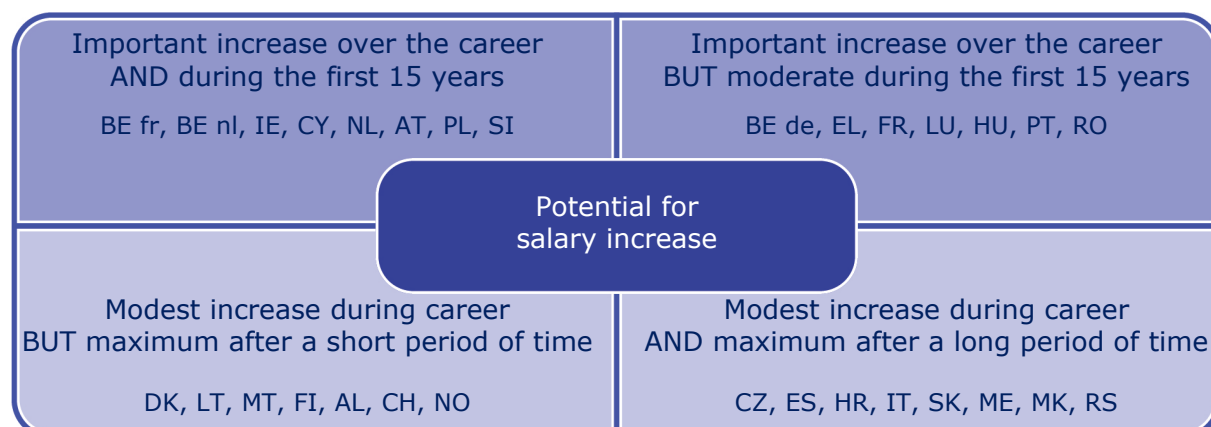 Important increase over the career
AND during the first 15 years
BE fr, BE nl, IE, CY, NL, AT, PL, SI
Important increase over the career
BUT moderate during the first 15 years
BE de, EL, FR, LU, HU, PT, RO
Potential for
salary increase
Modest increase during career
BUT maximum after a short period of time
DK, LT, MT, FI, AL, CH, NO
Modest increase during career
AND maximum after a long period of time
CZ, ES, HR, IT, SK, ME, MK, RS